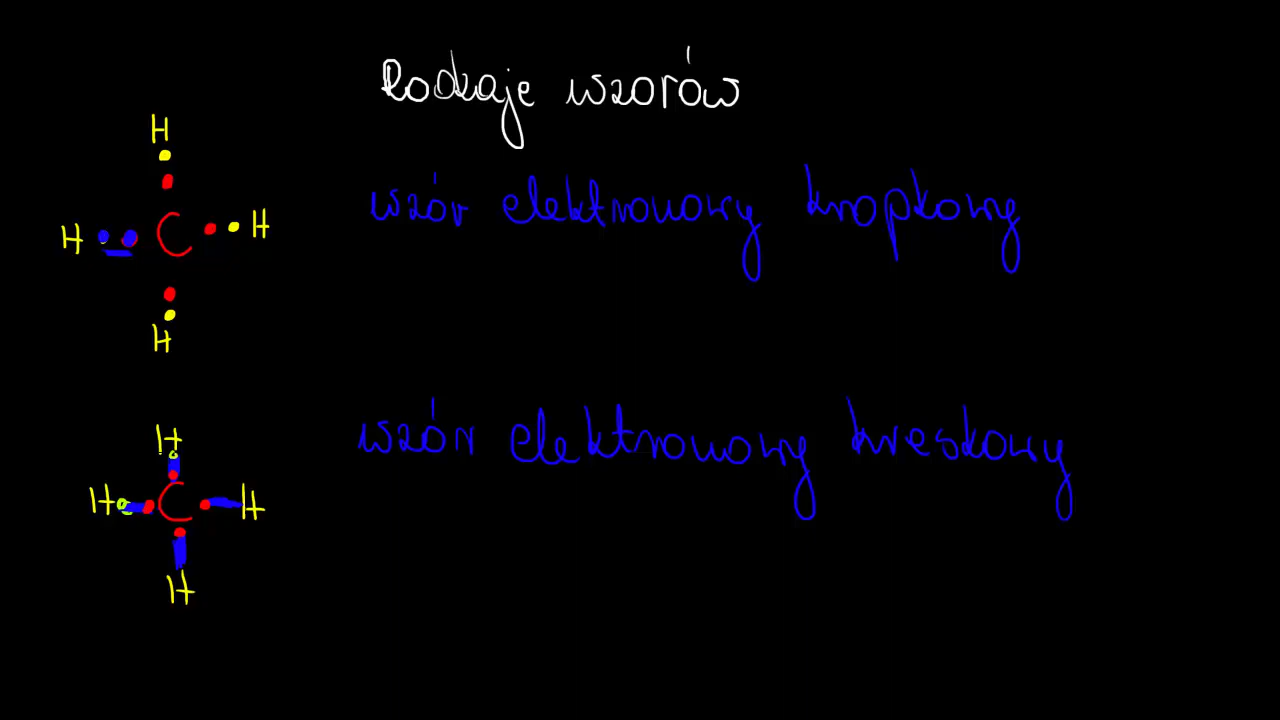 Rodzaje wzorów
H
H C H
H
wzór elektronowy kropkowy
H
H C H
H
wzór elektronowy kreskowy